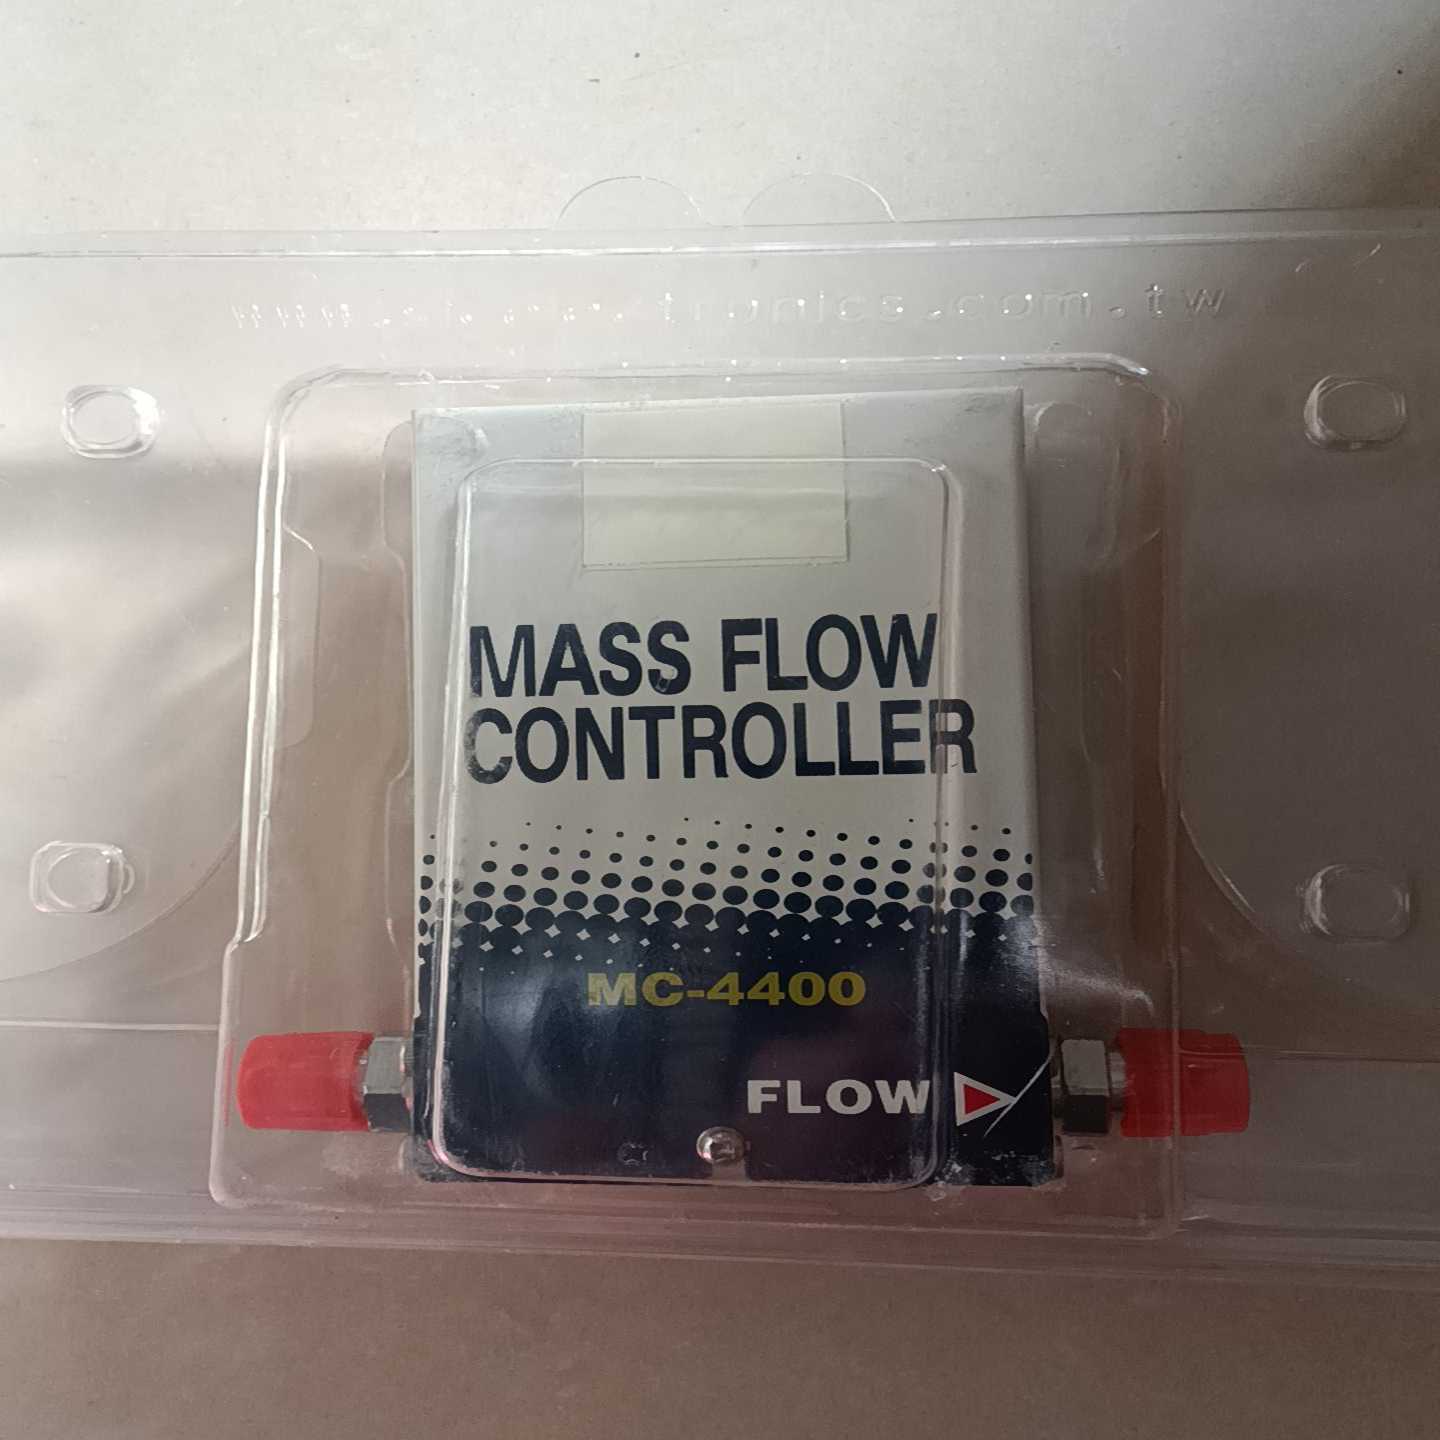 MASS FLOW
CONTROLLER
MC-4400
FLOW